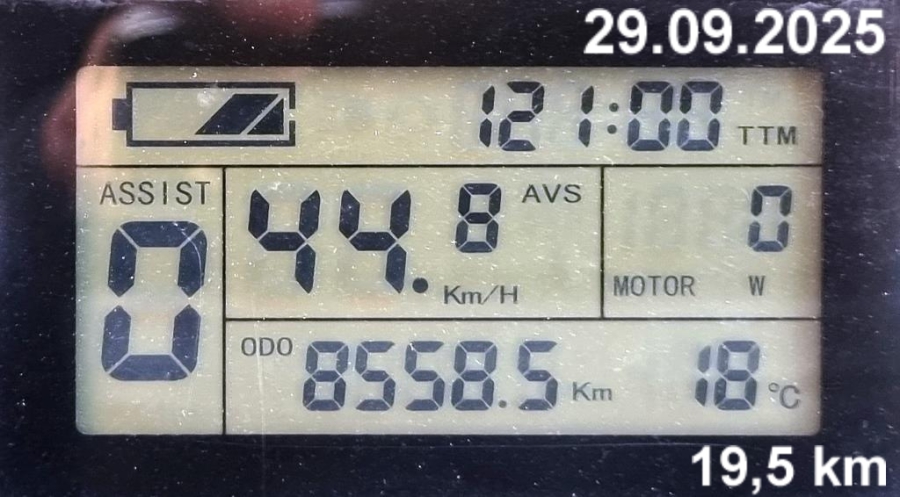 29.09.2025
121:00 TTM
ASSIST
0
44.8 AVS
Km/H
0
MOTOR W
ODO 8558.5 Km 18 °C
19,5 km